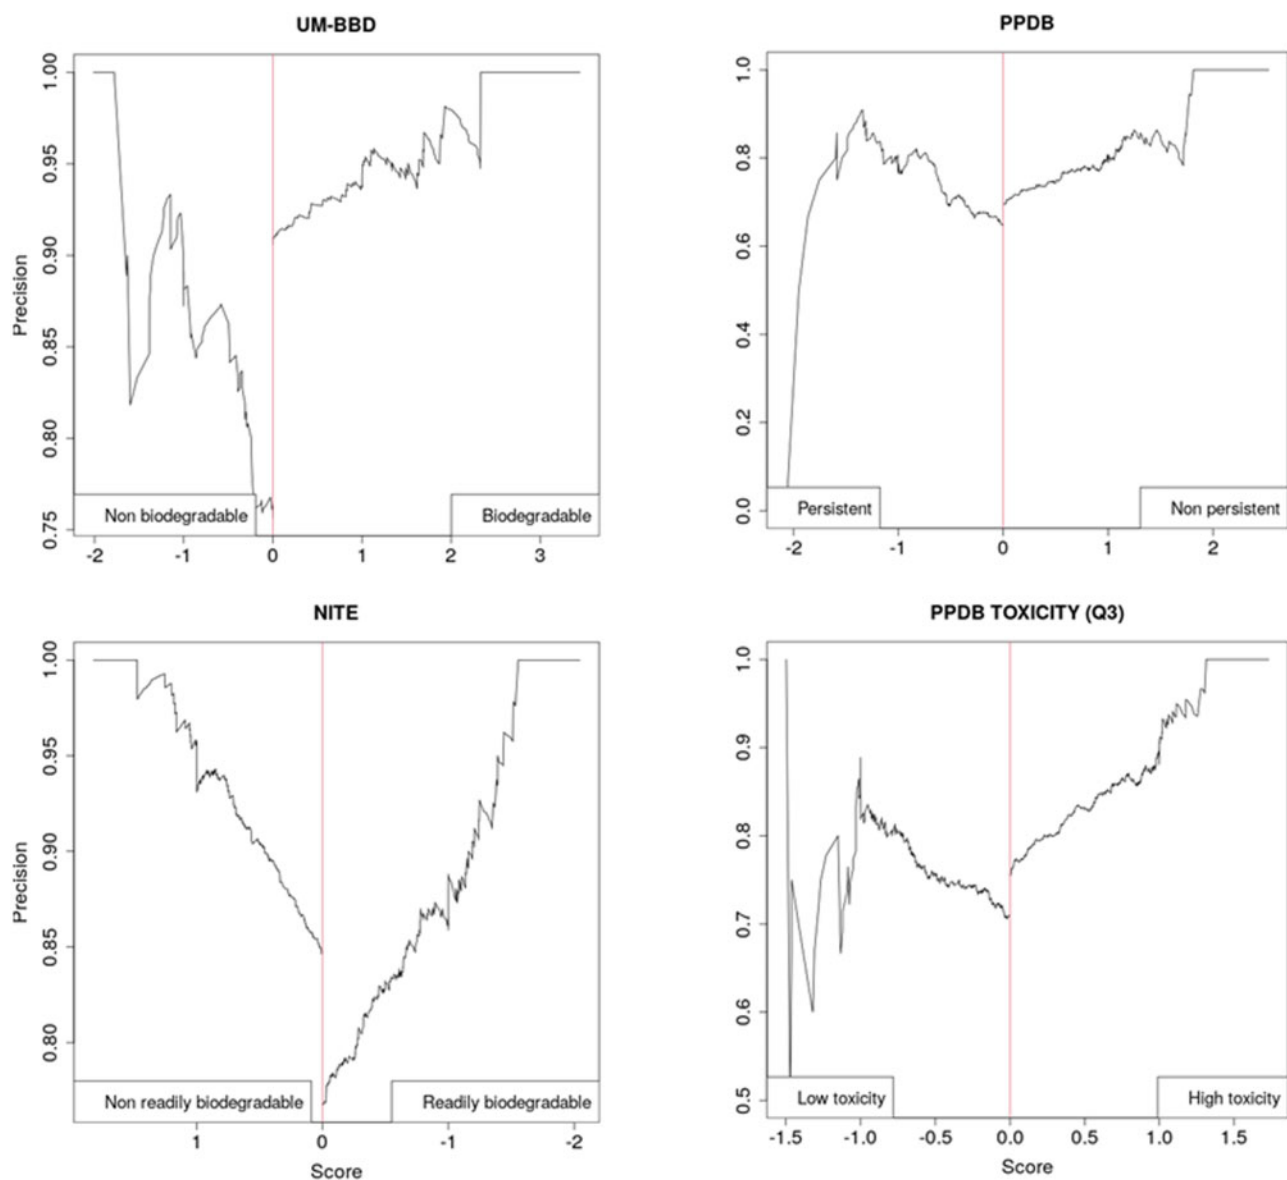 UM-BBD
Precision
1.00
0.95
0.90
0.85
0.80
0.75
Non biodegradable
Biodegradable
-2 -1 0 1 2 3
PPDB
1.0
0.8
0.6
0.4
0.2
0.0
Persistent
Non persistent
-2 -1 0 1 2
NITE
Precision
1.00
0.95
0.90
0.85
0.80
Non readily biodegradable
Readily biodegradable
1 0 -1 -2
Score
PPDB TOXICITY (Q3)
1.0
0.9
0.8
0.7
0.6
0.5
Low toxicity
High toxicity
-1.5 -1.0 -0.5 0.0 0.5 1.0 1.5
Score